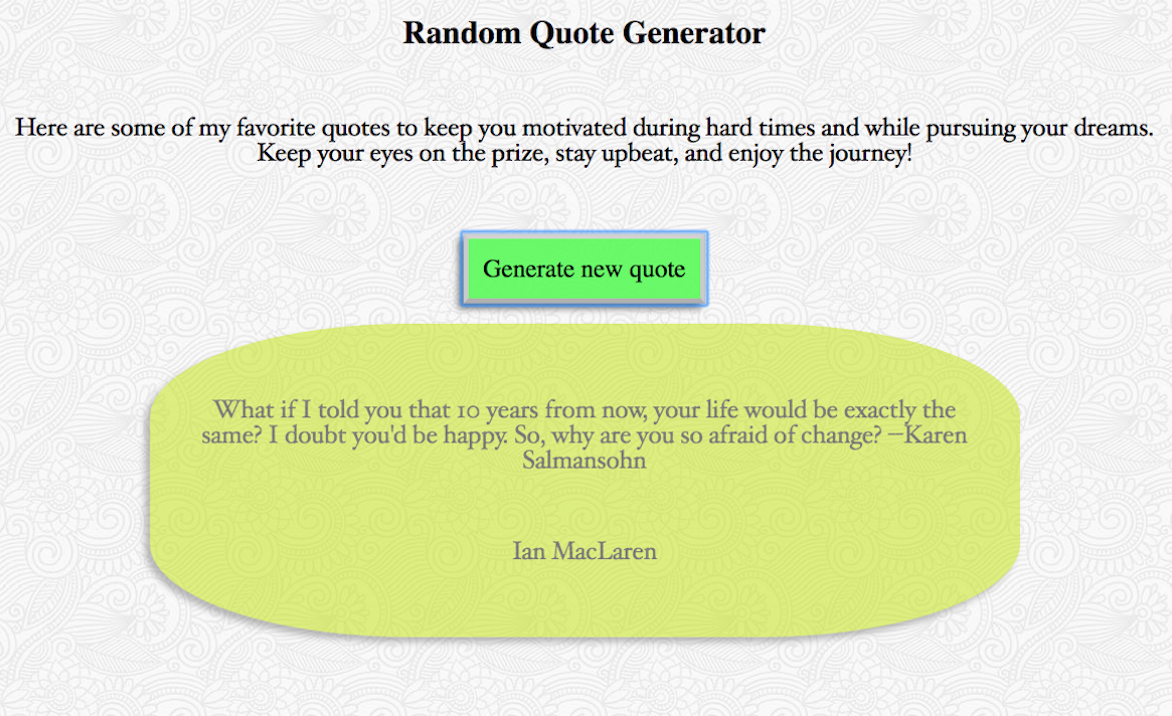 Random Quote Generator
Here are some of my favorite quotes to keep you motivated during hard times and while pursuing your dreams.
Keep your eyes on the prize, stay upbeat, and enjoy the journey!
Generate new quote
What if I told you that 10 years from now, your life would be exactly the
same? I doubt you'd be happy. So, why are you so afraid of change? —Karen
Salmansohn
Ian MacLaren